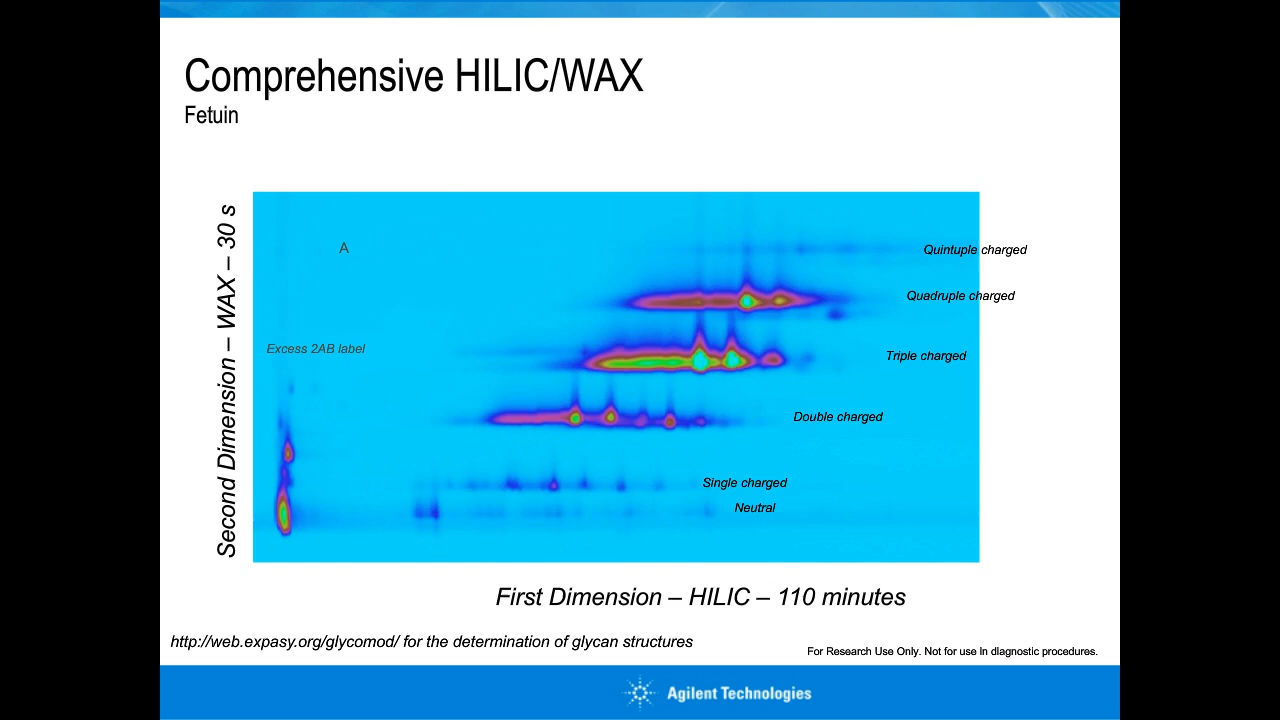 Comprehensive HILIC/WAX
Fetuin
Second Dimension – WAX – 30 s
A
Excess 2AB label
Quintuple charged
Quadruple charged
Triple charged
Double charged
Single charged
Neutral
First Dimension – HILIC – 110 minutes
http://web.expasy.org/glycomod/ for the determination of glycan structures
For Research Use Only. Not for use In diagnostic procedures.
Agilent Technologies